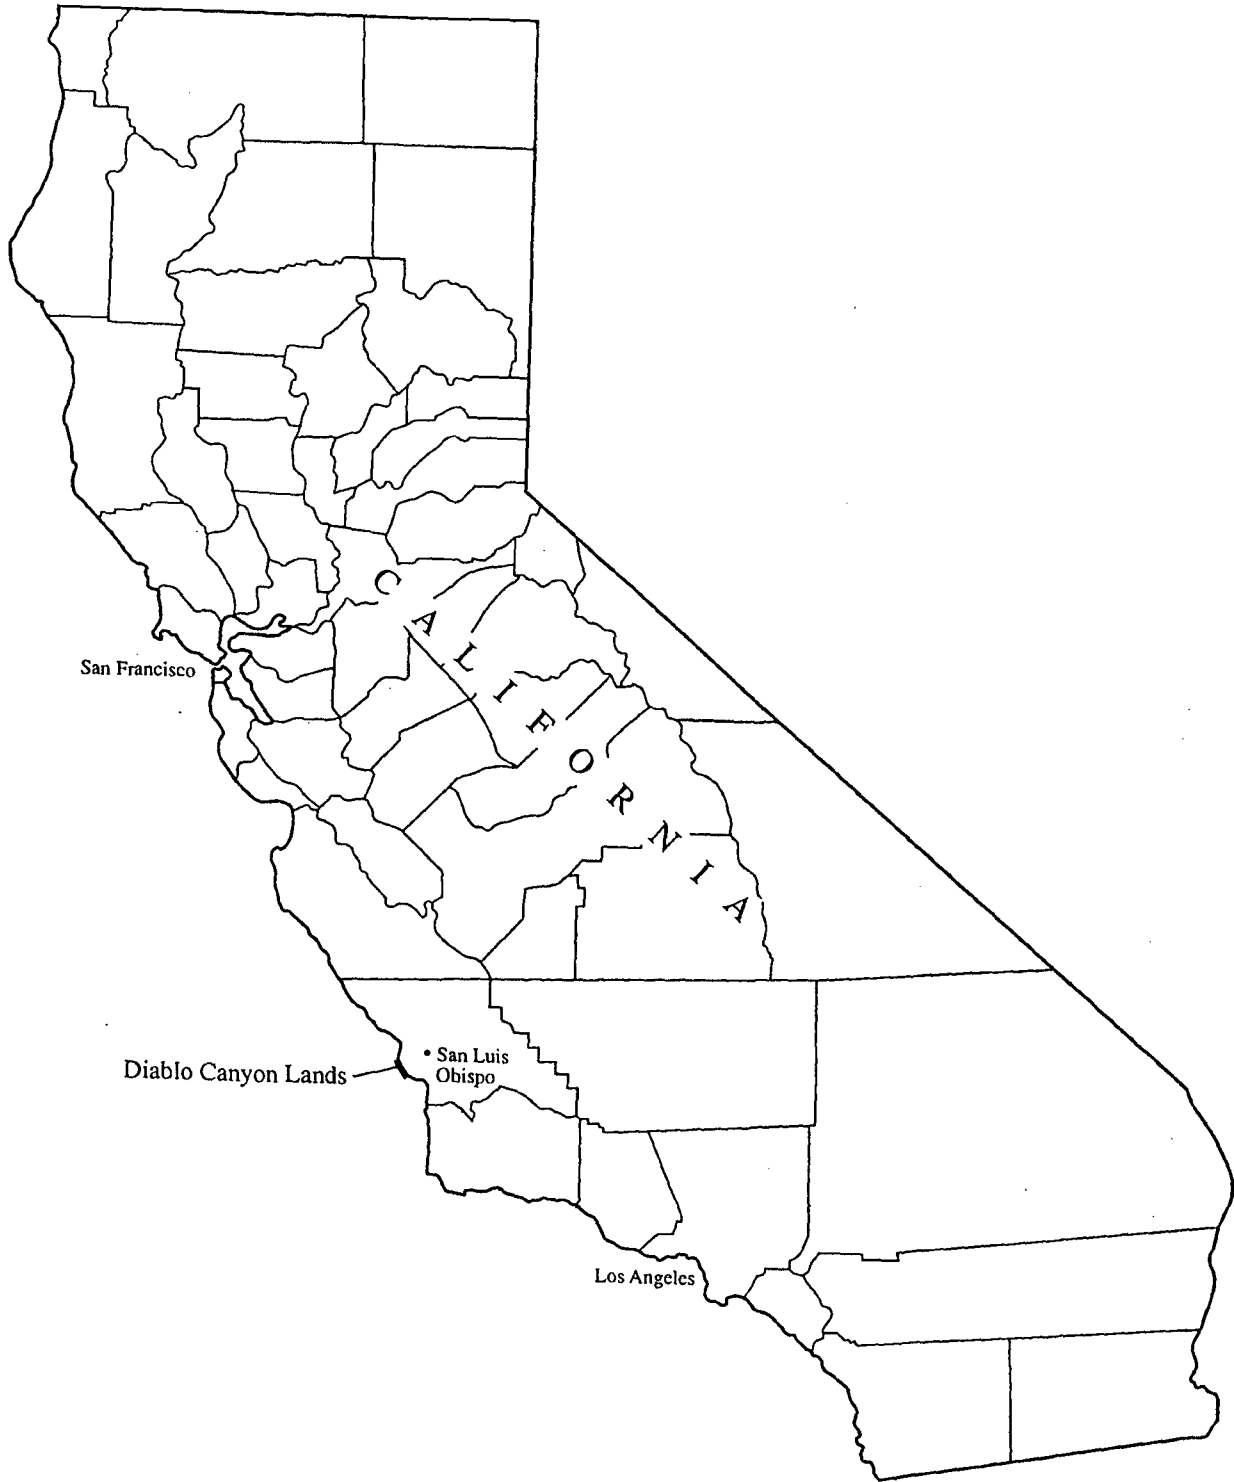 CALIFORNIA
San Francisco
Diablo Canyon Lands
San Luis
Obispo
Los Angeles